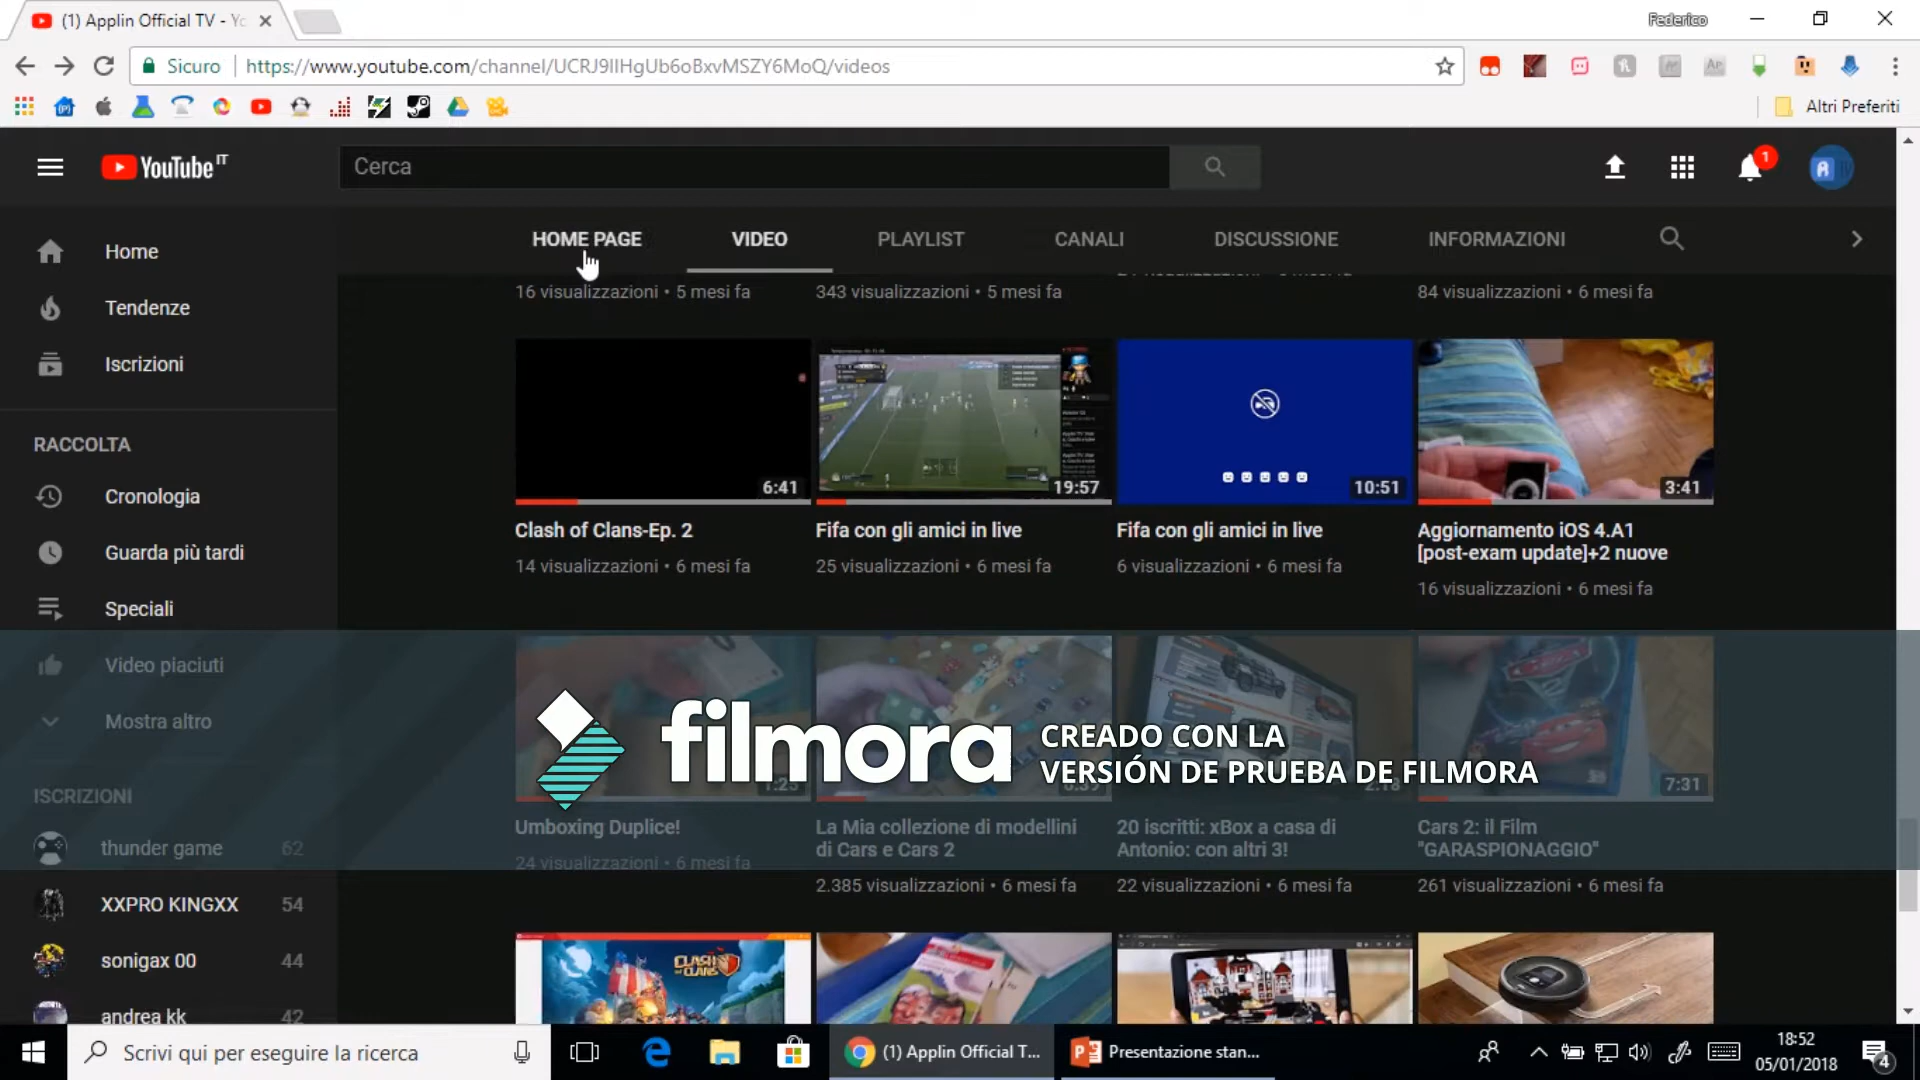 (1) Applin Official TV - Yo
Federico
Sicuro
https://www.youtube.com/channel/UCRJ9IIHgUb6oBxvMSZY6MoQ/videos
Altri Preferiti
YouTube IT
Cerca
1
HOME PAGE
VIDEO
PLAYLIST
CANALI
DISCUSSIONE
INFORMAZIONI
Home
Tendenze
Iscrizioni
RACCOLTA
Cronologia
Guarda più tardi
Speciali
Video piaciuti
Mostra altro
ISCRIZIONI
thunder game 62
XXPRO KINGXX 54
sonigax 00 44
andrea kk 42
16 visualizzazioni • 5 mesi fa
343 visualizzazioni • 5 mesi fa
84 visualizzazioni • 6 mesi fa
6:41
19:57
10:51
3:41
Clash of Clans-Ep. 2
14 visualizzazioni • 6 mesi fa
Fifa con gli amici in live
25 visualizzazioni • 6 mesi fa
Fifa con gli amici in live
6 visualizzazioni • 6 mesi fa
Aggiornamento iOS 4.A1
[post-exam update]+2 nuove
16 visualizzazioni • 6 mesi fa
filmora
CREADO CON LA
VERSIÓN DE PRUEBA DE FILMORA
7:31
Umboxing Duplice!
24 visualizzazioni • 6 mesi fa
La Mia collezione di modellini
di Cars e Cars 2
2.385 visualizzazioni • 6 mesi fa
20 iscritti: xBox a casa di
Antonio: con altri 3!
22 visualizzazioni • 6 mesi fa
Cars 2: il Film
"GARASPIONAGGIO"
261 visualizzazioni • 6 mesi fa
CLASH OF CLANS
Scrivi qui per eseguire la ricerca
(1) Applin Official T...
Presentazione stan...
18:52
05/01/2018
4